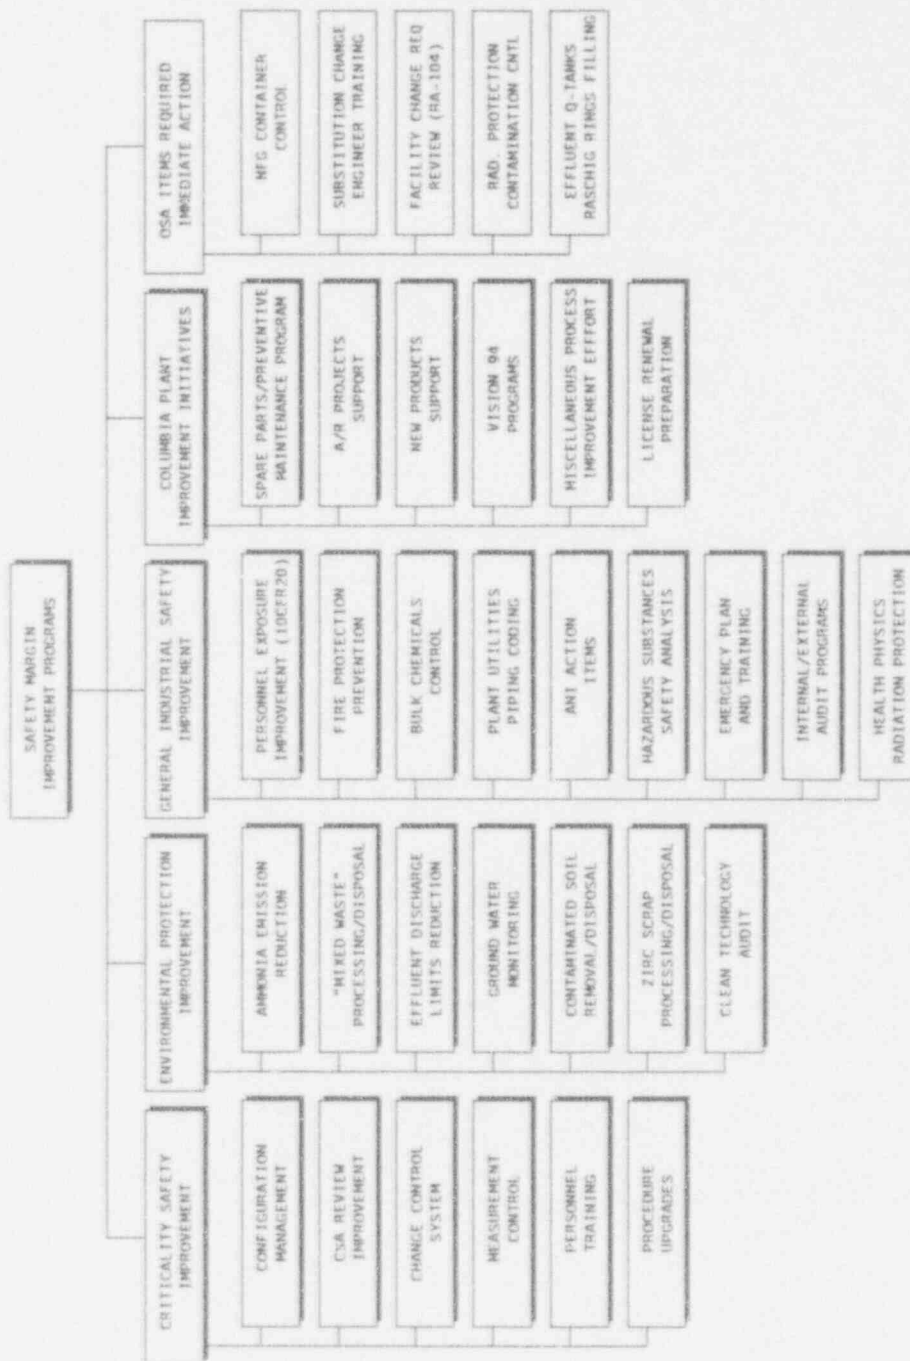 SAFETY MARGIN
IMPROVEMENT PROGRAMS
CRITICALITY SAFETY
IMPROVEMENT
CONFIGURATION
MANAGEMENT
CSA REVIEW
IMPROVEMENT
CHANGE CONTROL
SYSTEM
MEASUREMENT
CONTROL
PERSONNEL
TRAINING
PROCEDURE
UPGRADES
ENVIRONMENTAL PROTECTION
IMPROVEMENT
AMMONIA EMISSION
REDUCTION
"MIXED WASTE"
PROCESSING/DISPOSAL
EFFLUENT DISCHARGE
LIMITS REDUCTION
GROUND WATER
MONITORING
CONTAMINATED SOIL
REMOVAL/DISPOSAL
ZIRC SCRAP
PROCESSING/DISPOSAL
CLEAN TECHNOLOGY
AUDIT
GENERAL INDUSTRIAL SAFETY
IMPROVEMENT
PERSONNEL EXPOSURE
IMPROVEMENT (10CFR20)
FIRE PROTECTION
PREVENTION
BULK CHEMICALS
CONTROL
PLANT UTILITIES
PIPING CODING
ANI ACTION
ITEMS
HAZARDOUS SUBSTANCES
SAFETY ANALYSIS
EMERGENCY PLAN
AND TRAINING
INTERNAL/EXTERNAL
AUDIT PROGRAMS
HEALTH PHYSICS
RADIATION PROTECTION
COLUMBIA PLANT
IMPROVEMENT INITIATIVES
SPARE PARTS/PREVENTIVE
MAINTENANCE PROGRAM
A/R PROJECTS
SUPPORT
NEW PRODUCTS
SUPPORT
VISION 94
PROGRAMS
MISCELLANEOUS PROCESS
IMPROVEMENT EFFFORT
LICENSE RENEWAL
PREPARATION
OSA ITEMS REQUIRED
IMMEDIATE ACTION
MFG CONTAINER
CONTROL
SUBSTITUTION CHANGE
ENGINEER TRAINING
FACILITY CHANGE REQ
REVIEW (RA-104)
RAD. PROTECTION
CONTAMINATION CNTL
EFFLUENT Q-TANKS
RASCHIG RINGS FILLING